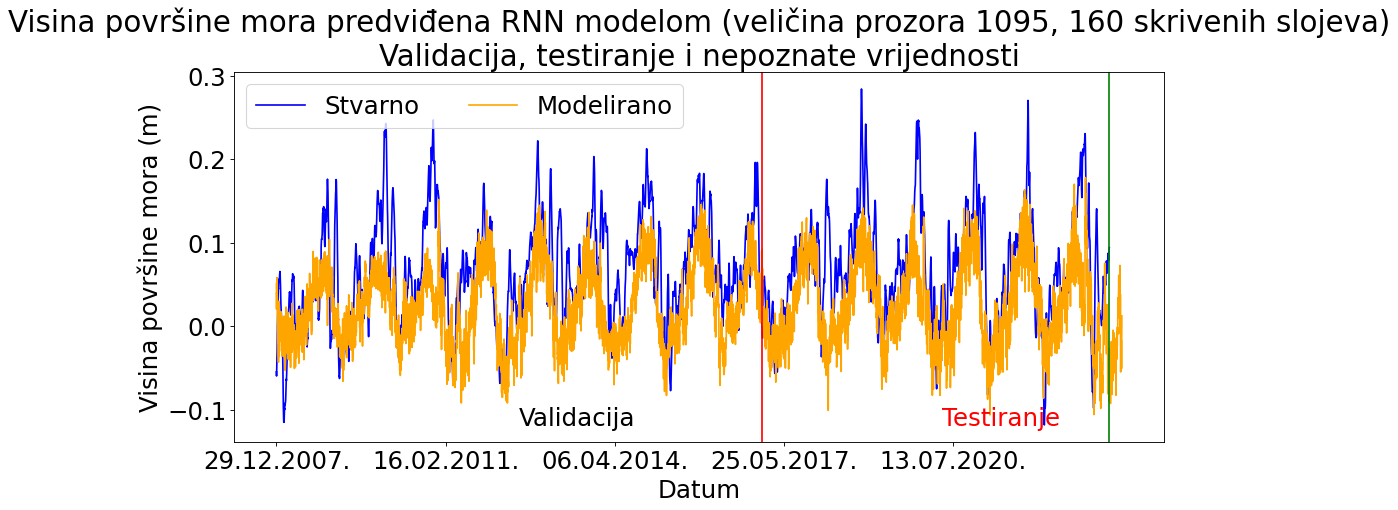 Visina površine mora predviđena RNN modelom (veličina prozora 1095, 160 skrivenih slojeva)
Validacija, testiranje i nepoznate vrijednosti
Stvarno
Modelirano
Visina površine mora (m)
0.3
0.2
0.1
0.0
−0.1
Validacija
Testiranje
29.12.2007.
16.02.2011.
06.04.2014.
25.05.2017.
13.07.2020.
Datum